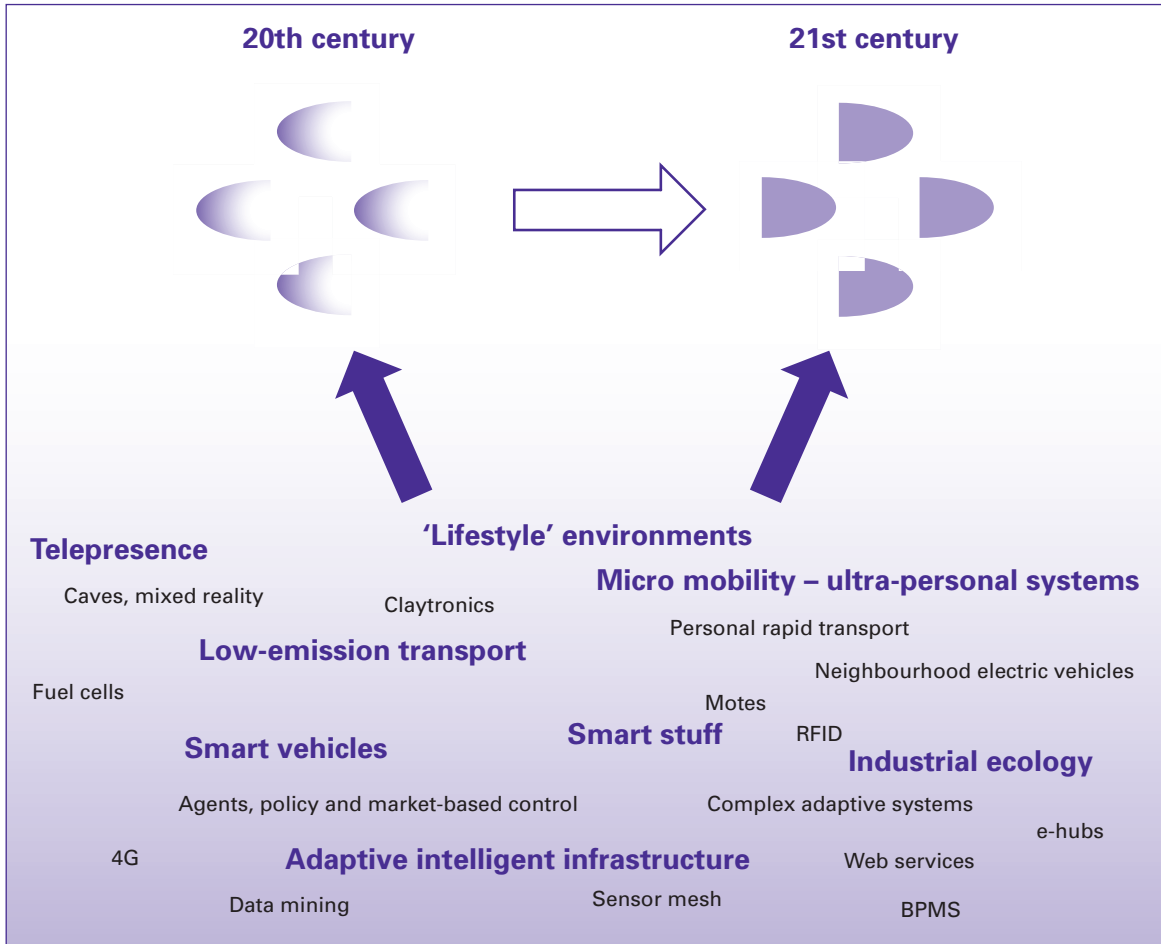 20th century
21st century
‘Lifestyle’ environments
Telepresence
Micro mobility – ultra-personal systems
Caves, mixed reality
Claytronics
Personal rapid transport
Low-emission transport
Neighbourhood electric vehicles
Fuel cells
Motes
Smart stuff
RFID
Smart vehicles
Industrial ecology
Agents, policy and market-based control
Complex adaptive systems
e-hubs
4G
Adaptive intelligent infrastructure
Web services
Data mining
Sensor mesh
BPMS